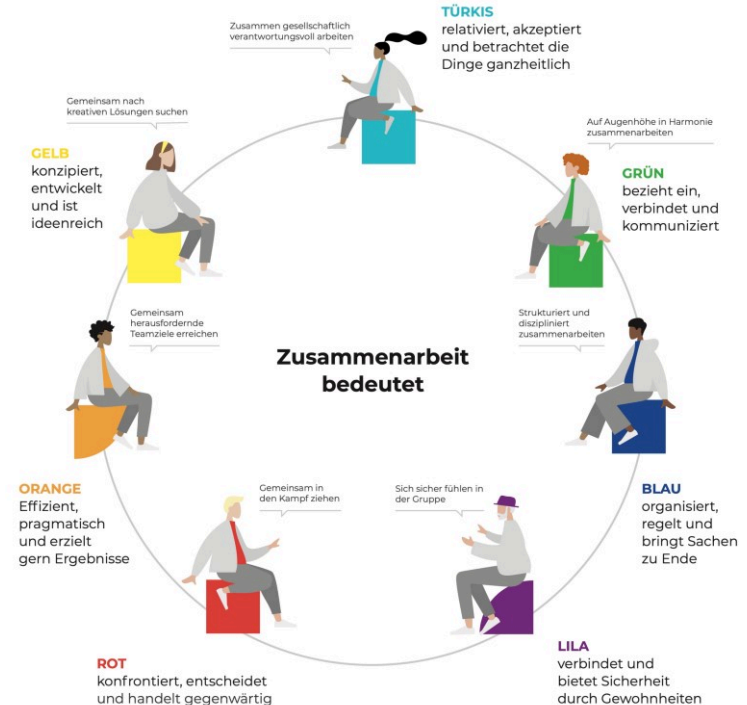 Zusammen gesellschaftlich
verantwortungsvoll arbeiten
TÜRKIS
relativiert, akzeptiert
und betrachtet die
Dinge ganzheitlich
Gemeinsam nach
kreativen Lösungen suchen
GELB
konzipiert,
entwickelt
und ist
ideenreich
Auf Augenhöhe in Harmonie
zusammenarbeiten
GRÜN
bezieht ein,
verbindet und
kommuniziert
Gemeinsam
herausfordernde
Teamziele erreichen
Strukturiert und
diszipliniert
zusammenarbeiten
Zusammenarbeit
bedeutet
ORANGE
Effizient,
pragmatisch
und erzielt
gern Ergebnisse
Gemeinsam in
den Kampf ziehen
Sich sicher fühlen in
der Gruppe
BLAU
organisiert,
regelt und
bringt Sachen
zu Ende
ROT
konfrontiert, entscheidet
und handelt gegenwärtig
LILA
verbindet und
bietet Sicherheit
durch Gewohnheiten